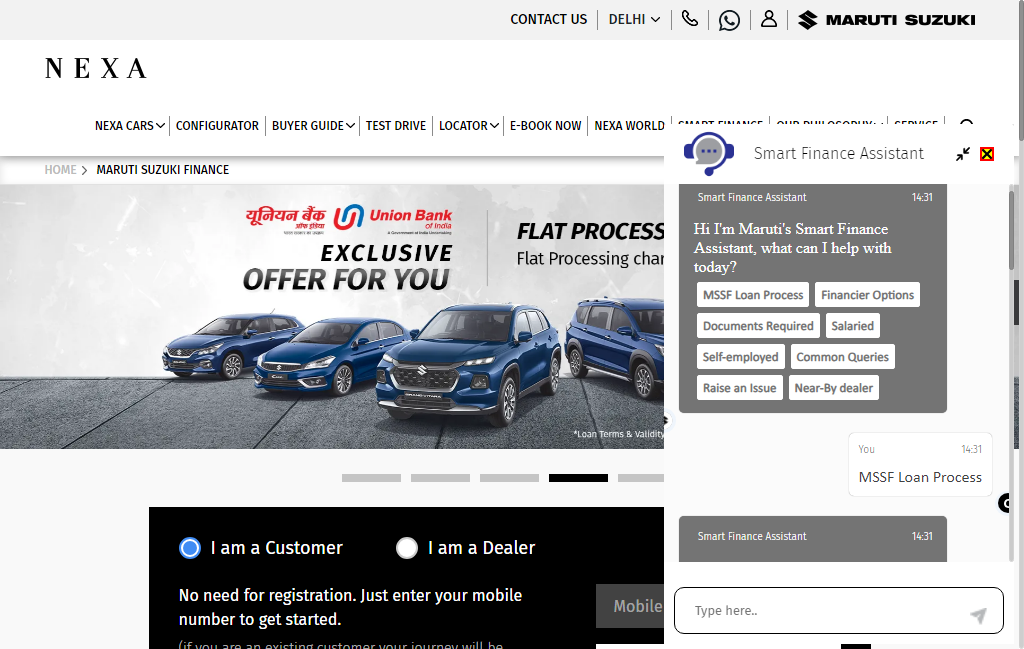 CONTACT US
DELHI
MARUTI SUZUKI
NEXA
NEXA CARS
CONFIGURATOR
BUYER GUIDE
TEST DRIVE
LOCATOR
E-BOOK NOW
NEXA WORLD
SMART FINANCE
OUR PHILOSOPHY
SERVICE
HOME
MARUTI SUZUKI FINANCE
यूनियन बैंक
ऑफ इंडिया
Union Bank
of India
A Government of India Undertaking
EXCLUSIVE
OFFER FOR YOU
FLAT PROCESS
Flat Processing char
GRAND VITARA
*Loan Terms & Validity
I am a Customer
I am a Dealer
No need for registration. Just enter your mobile
number to get started.
(if you are an existing customer your journey will be
Mobile
Smart Finance Assistant
Smart Finance Assistant
14:31
Hi I'm Maruti's Smart Finance
Assistant, what can I help with
today?
MSSF Loan Process
Financier Options
Documents Required
Salaried
Self-employed
Common Queries
Raise an Issue
Near-By dealer
You
14:31
MSSF Loan Process
Smart Finance Assistant
14:31
Type here..